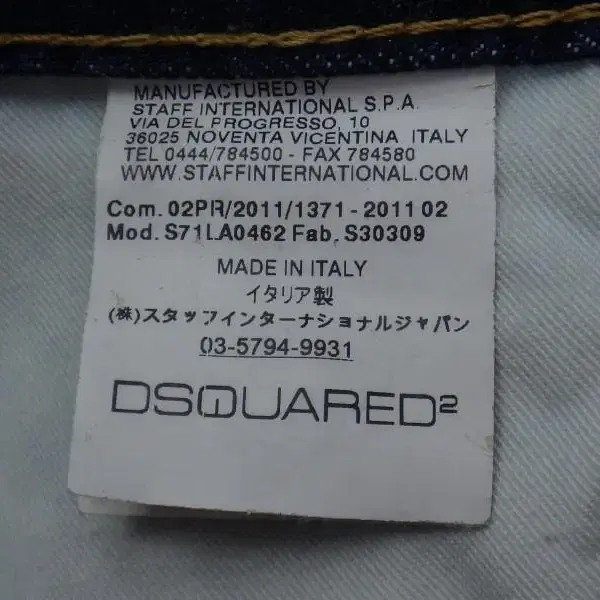 MANUFACTURED BY
STAFF INTERNATIONAL S.P.A.
VIA DEL PROGRESSO, 10
36025 NOVENTA VICENTINA ITALY
TEL 0444/784500 - FAX 784580
WWW.STAFFINTERNATIONAL.COM
Com. 02PR/2011/1371 - 2011 02
Mod. S71LA0462 Fab. S30309
MADE IN ITALY
イタリア製
(株)スタッフインターナショナルジャパン
03-5794-9931
DSQUARED2